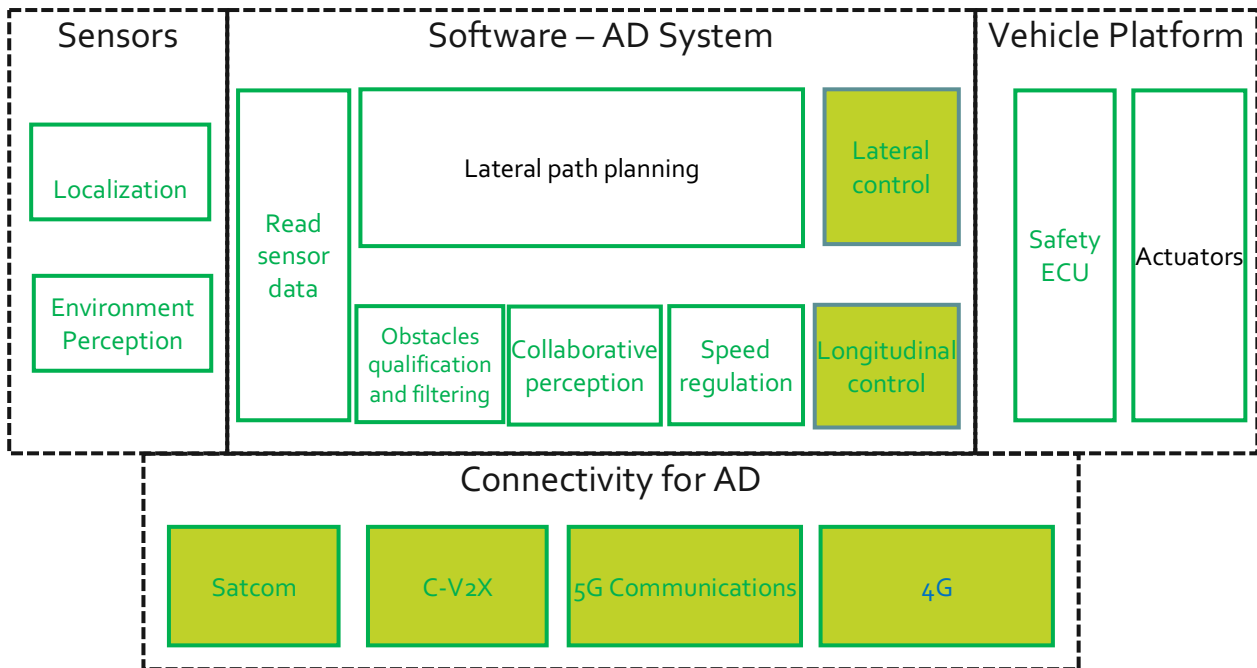 Sensors
Software – AD System
Vehicle Platform
Localization
Environment
Perception
Read
sensor
data
Lateral path planning
Lateral
control
Obstacles
qualification
and filtering
Collaborative
perception
Speed
regulation
Longitudinal
control
Safety
ECU
Actuators
Connectivity for AD
Satcom
C-V2X
5G Communications
4G